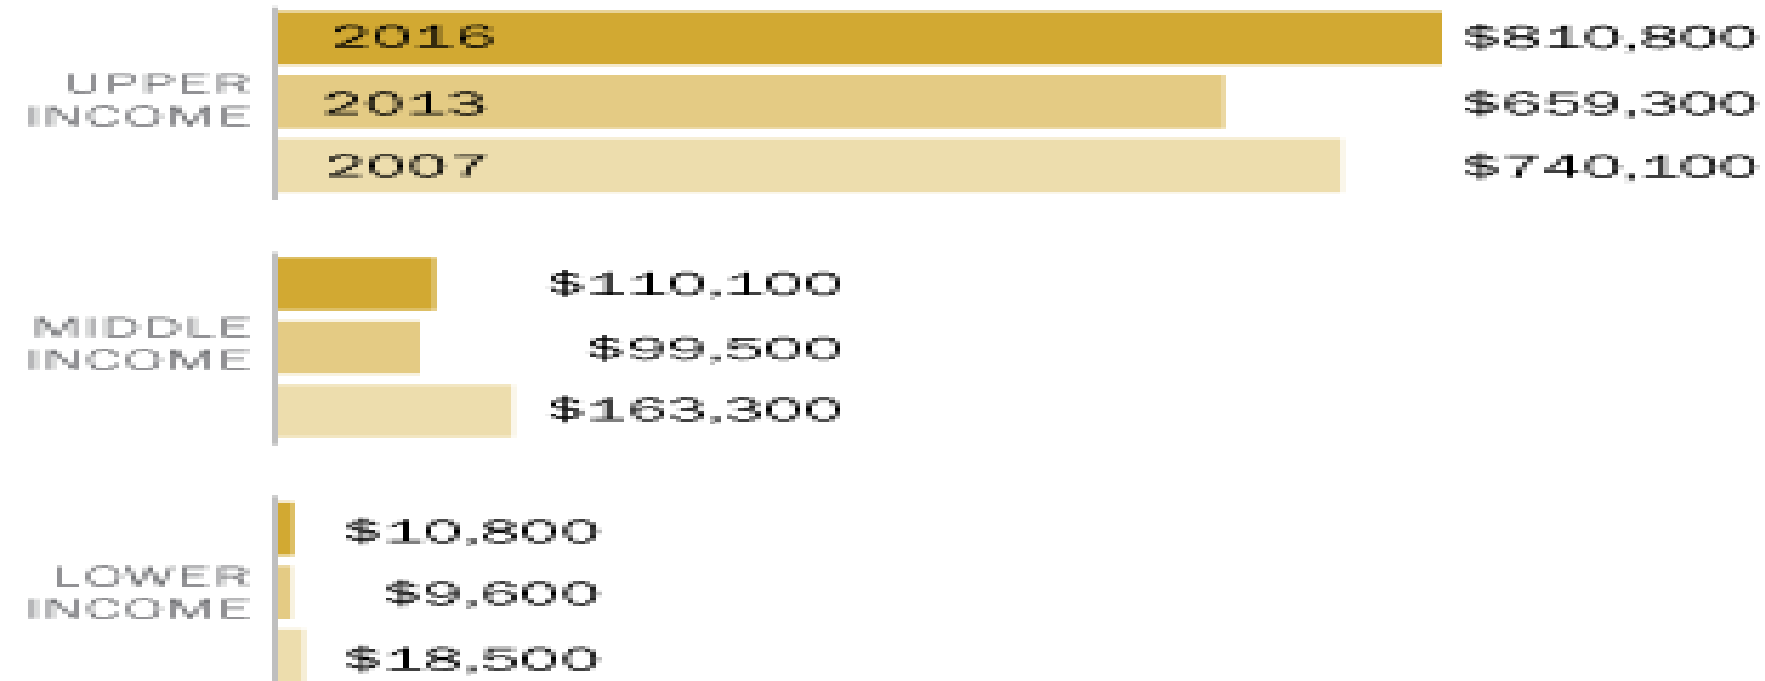 2016 $810,800
UPPER
INCOME
2013 $659,300
2007 $740,100
$110,100
MIDDLE
INCOME
$99,500
$163,300
$10,800
LOWER
INCOME
$9,600
$18,500